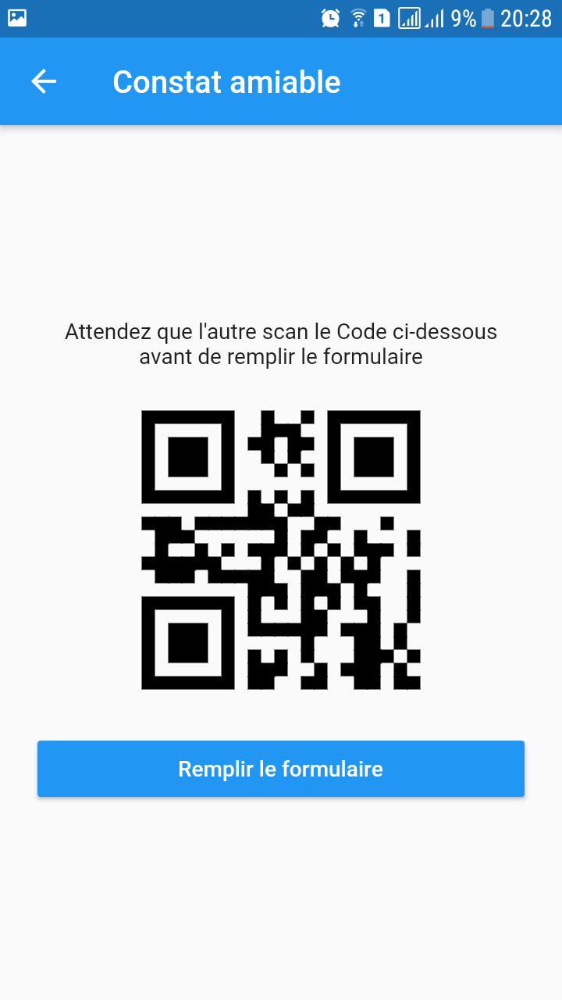 1 9% 20:28
Constat amiable
Attendez que l'autre scan le Code ci-dessous
avant de remplir le formulaire
Remplir le formulaire